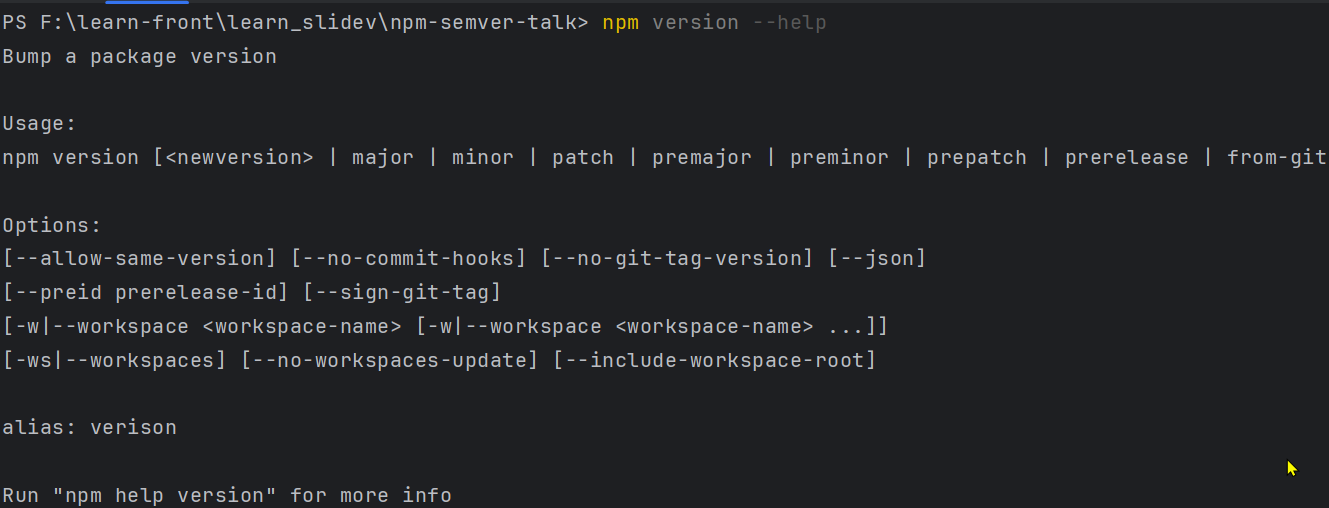 PS F:\learn-front\learn_slidev\npm-semver-talk> npm version --help
Bump a package version
Usage:
npm version [<newversion> | major | minor | patch | premajor | preminor | prepatch | prerelease | from-git
Options:
[--allow-same-version] [--no-commit-hooks] [--no-git-tag-version] [--json]
[--preid prerelease-id] [--sign-git-tag]
[-w|--workspace <workspace-name> [-w|--workspace <workspace-name> ...]]
[-ws|--workspaces] [--no-workspaces-update] [--include-workspace-root]
alias: verison
Run "npm help version" for more info